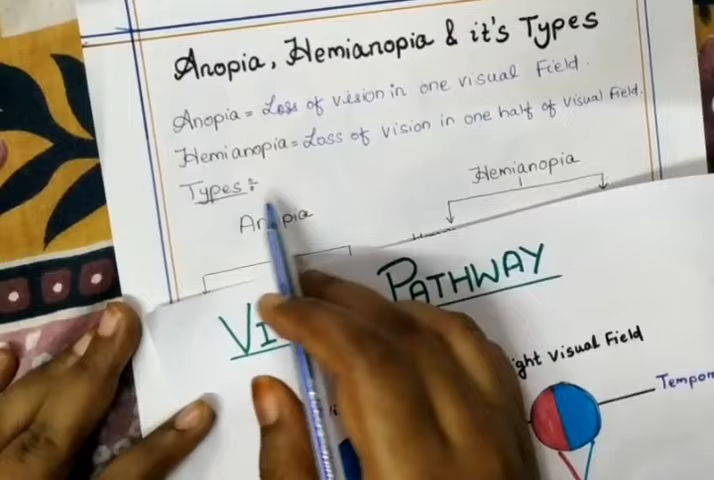 Anopia, Hemianopia & it's Types
Anopia = Loss of vision in one visual Field.
Hemianopia = Loss of vision in one half of visual Field.
Types :-
Hemianopia
Anopia
PATHWAY
Visual Field